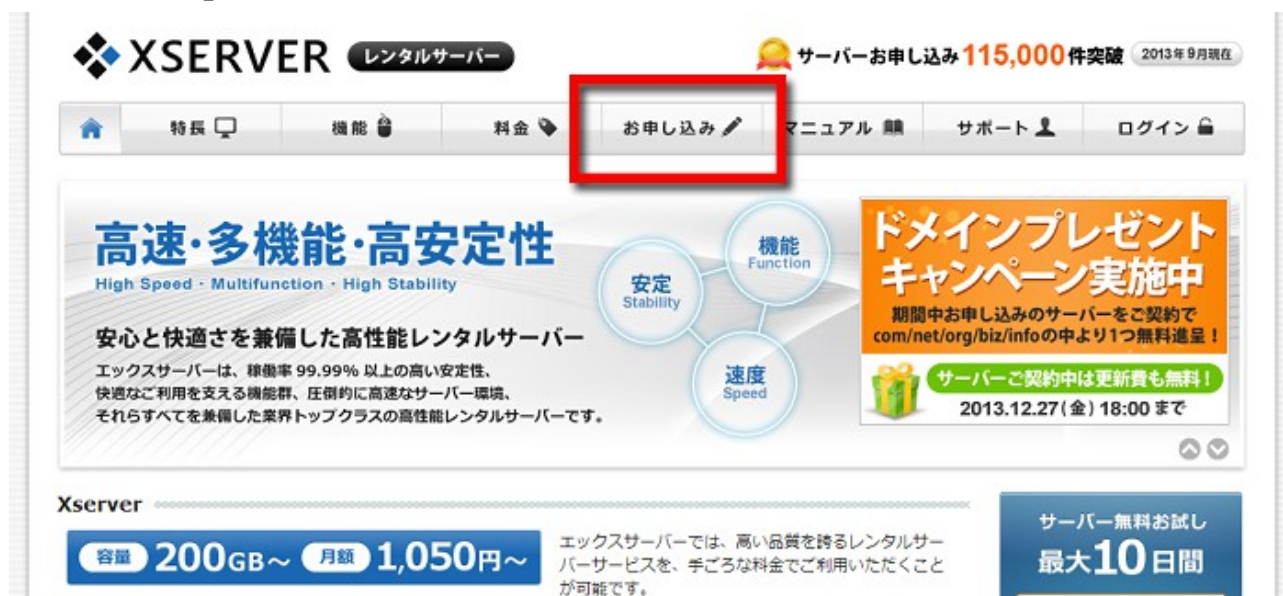 XSERVER レンタルサーバー
サーバーお申し込み115,000件突破 2013年9月現在
特長 機能 料金 お申し込み マニュアル サポート ログイン
高速・多機能・高安定性
High Speed・Multifunction・High Stability
安心と快適さを兼備した高性能レンタルサーバー
エックスサーバーは、稼働率 99.99% 以上の高い安定性、
快適なご利用を支える機能群、圧倒的に高速なサーバー環境、
それらすべてを兼備した業界トップクラスの高性能レンタルサーバーです。
機能
Function
安定
Stability
速度
Speed
ドメインプレゼント
キャンペーン実施中
期間中お申し込みのサーバーをご契約で
com/net/org/biz/infoの中より1つ無料進呈！
サーバーご契約中は更新費も無料！
2013.12.27(金) 18:00 まで
Xserver
容量 200GB～ 月額 1,050円～
エックスサーバーでは、高い品質を誇るレンタルサー
バーサービスを、手ごろな料金でご利用いただくこと
が可能です。
サーバー無料お試し
最大10日間